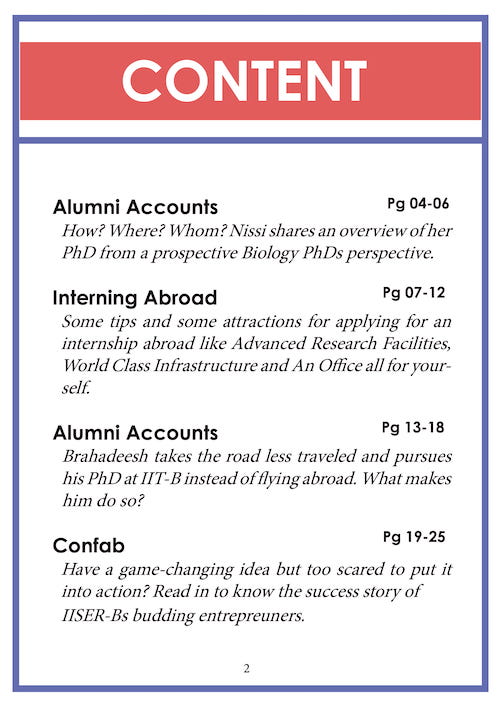 CONTENT
Alumni Accounts Pg 04-06
How? Where? Whom? Nissi shares an overview of her
PhD from a prospective Biology PhDs perspective.
Interning Abroad Pg 07-12
Some tips and some attractions for applying for an
internship abroad like Advanced Research Facilities,
World Class Infrastructure and An Office all for your-
self.
Alumni Accounts Pg 13-18
Brahadeesh takes the road less traveled and pursues
his PhD at IIT-B instead of flying abroad. What makes
him do so?
Confab Pg 19-25
Have a game-changing idea but too scared to put it
into action? Read in to know the success story of
IISER-Bs budding entrepreuners.
2